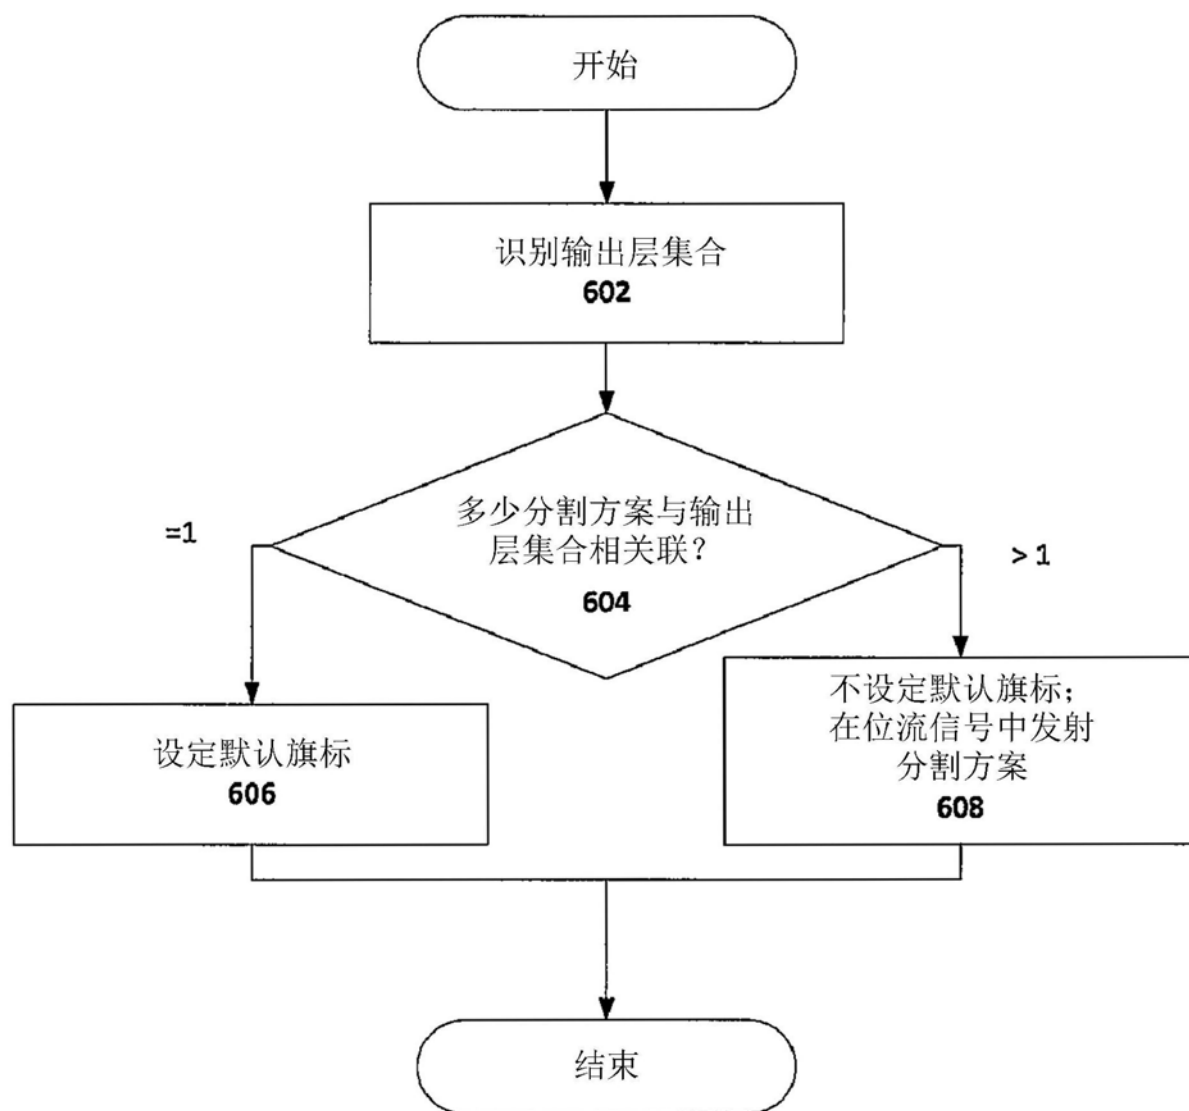 开始
识别输出层集合
602
多少分割方案与输出
层集合相关联？
604
=1
> 1
设定默认旗标
606
不设定默认旗标；
在位流信号中发射
分割方案
608
结束